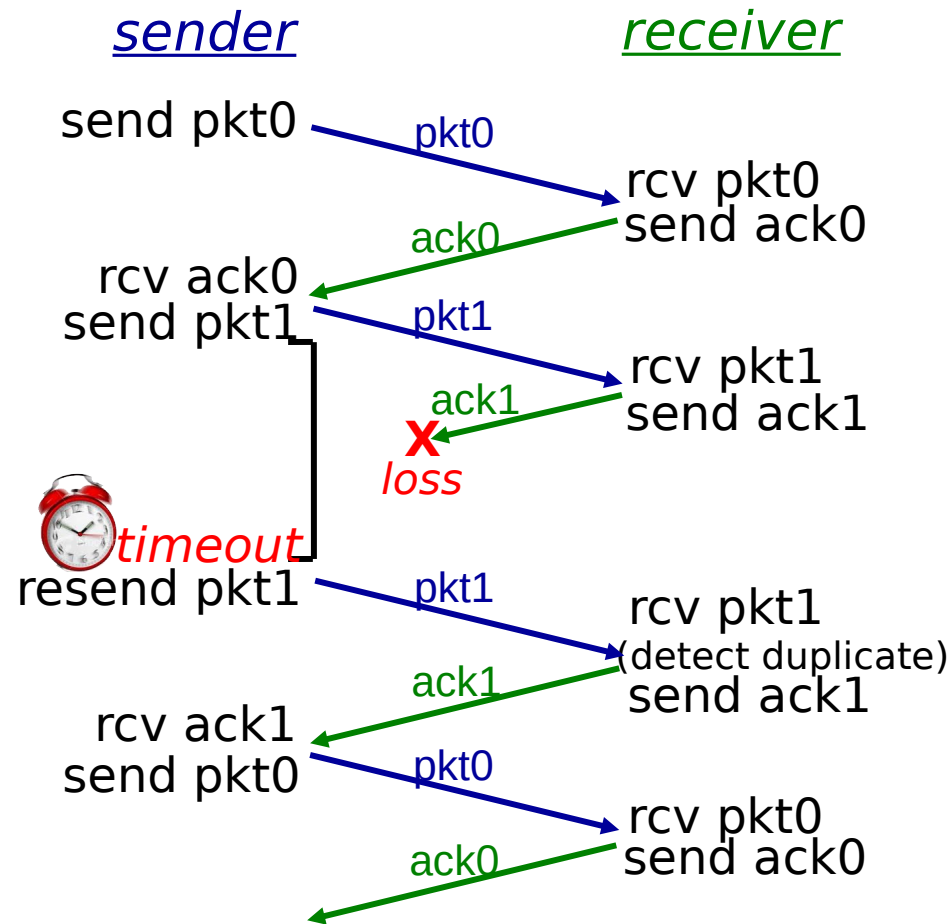 sender
receiver
send pkt0
pkt0
rcv pkt0
send ack0
ack0
rcv ack0
send pkt1
pkt1
rcv pkt1
send ack1
ack1
X
loss
timeout
resend pkt1
pkt1
rcv pkt1
(detect duplicate)
send ack1
ack1
rcv ack1
send pkt0
pkt0
rcv pkt0
send ack0
ack0